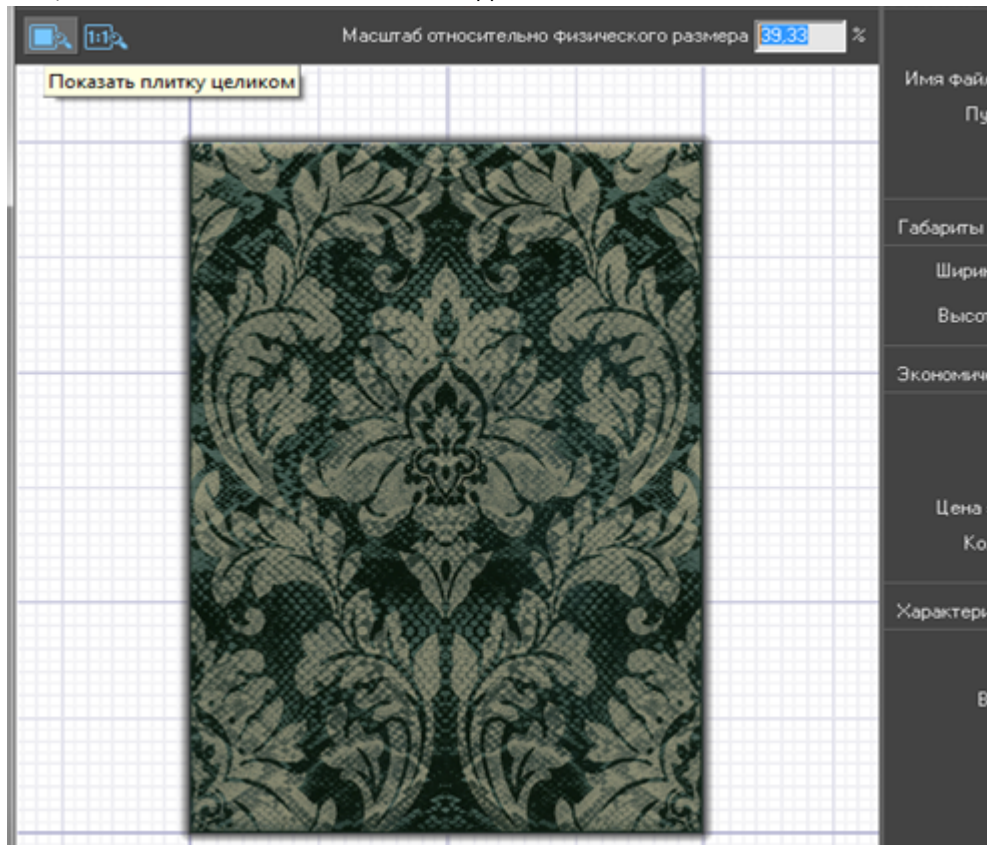 1:1
Масштаб относительно физического размера 39,33 %
Показать плитку целиком
Имя фай
Пу
Габариты
Шири
Высо
Экономич
Цена
Ко
Характери
В